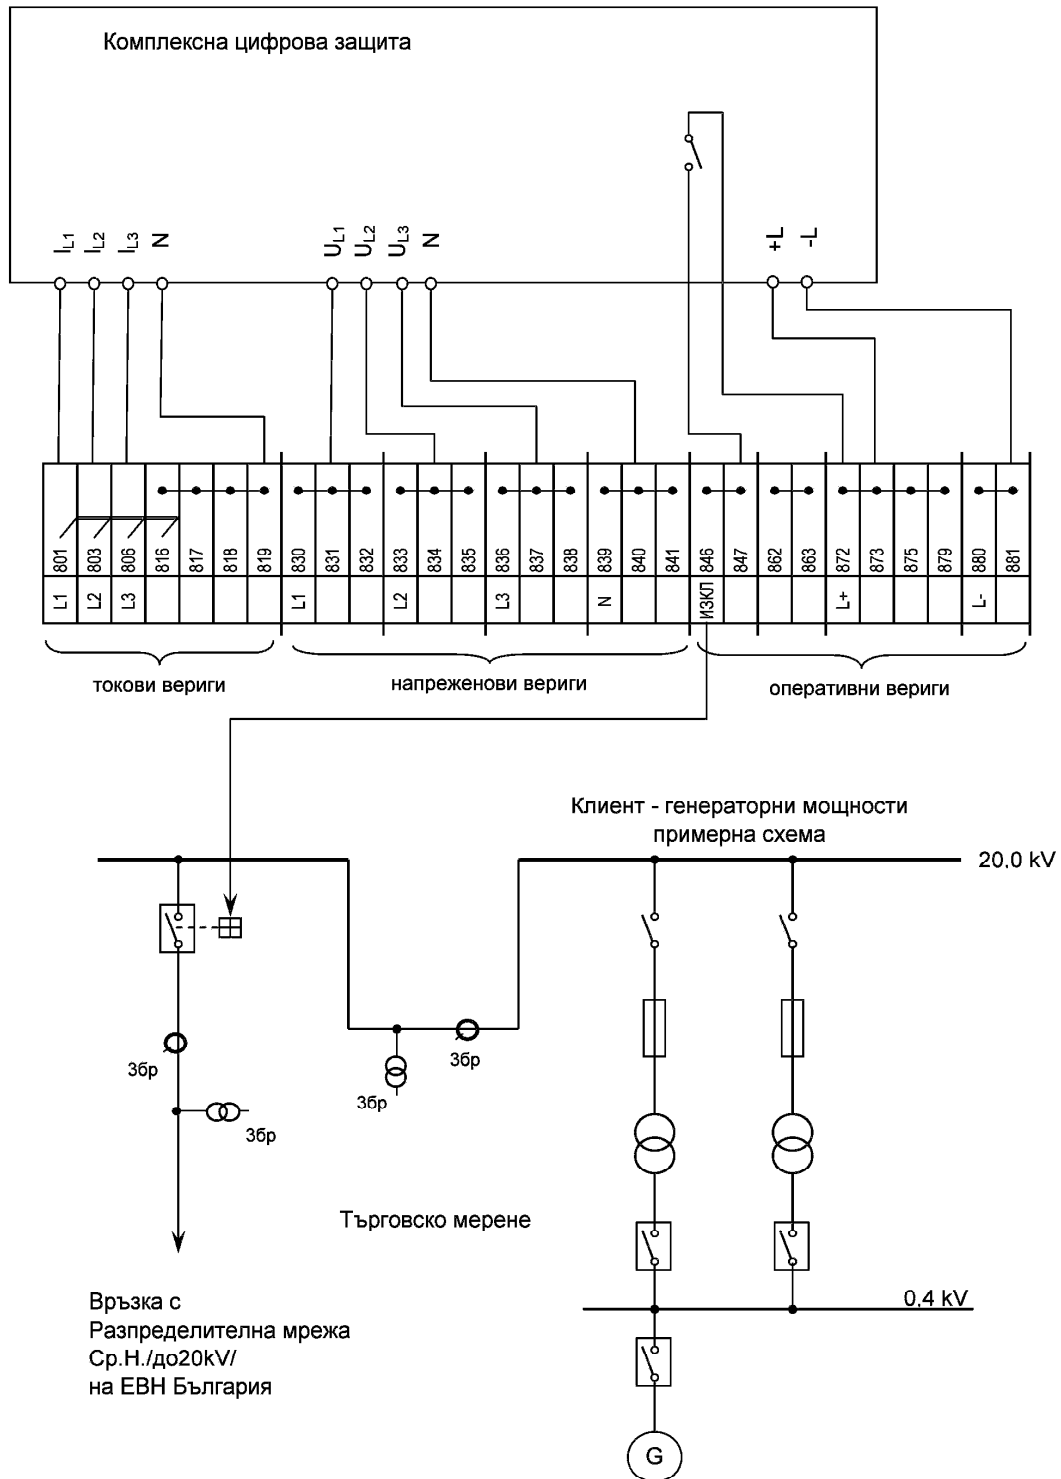 Комплексна цифрова защита
IL1 IL2 IL3 N UL1 UL2 UL3 N +L -L
801 803 806 816 817 818 819 830 831 832 833 834 835 836 837 838 839 840 841 846 847 862 863 872 873 875 879 880 881
L1 L2 L3 L1 L2 L3 N ИЗКЛ L+ L-
токови вериги
напреженови вериги
оперативни вериги
Клиент - генераторни мощности
примерна схема
20,0 kV
3бр
3бр
3бр
3бр
Търговско мерене
0,4 kV
Връзка с
Разпределителна мрежа
Ср.Н./до20kV/
на ЕВН България
G